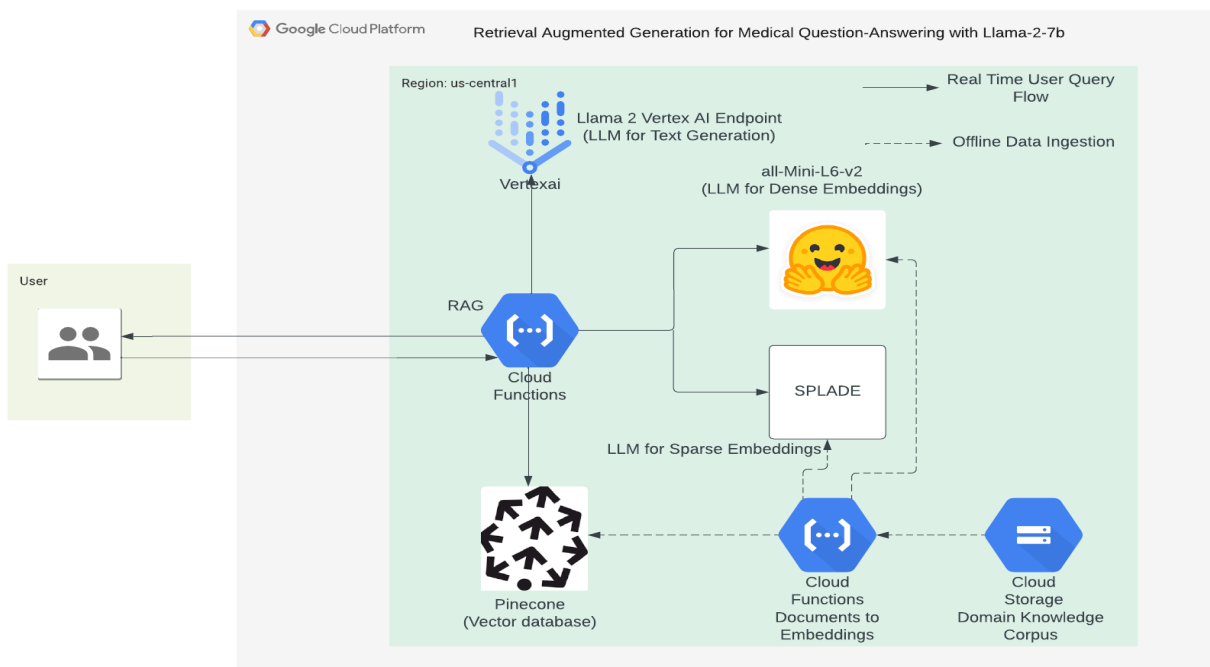 Google Cloud Platform
Retrieval Augmented Generation for Medical Question-Answering with Llama-2-7b
Region: us-central1
Real Time User Query
Flow
Llama 2 Vertex AI Endpoint
(LLM for Text Generation)
Offline Data Ingestion
Vertexai
all-Mini-L6-v2
(LLM for Dense Embeddings)
User
RAG
Cloud
Functions
SPLADE
LLM for Sparse Embeddings
Pinecone
(Vector database)
Cloud
Functions
Documents to
Embeddings
Cloud
Storage
Domain Knowledge
Corpus